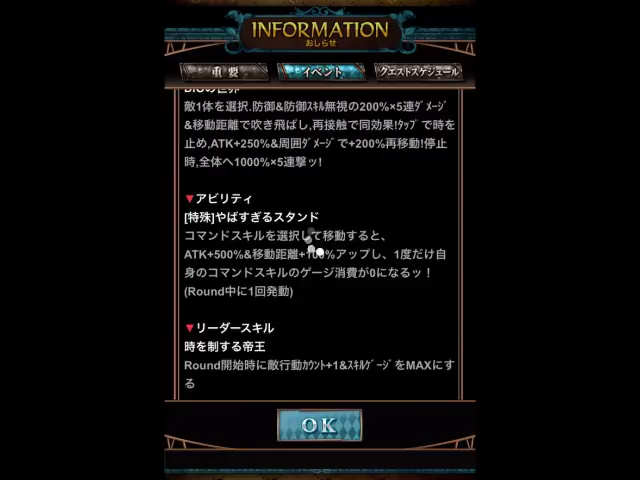 INFORMATION
おしらせ
重要
イベント
クエストスケジュール
DIOの世界
敵1体を選択.防御&防御ｽｷﾙ無視の200%×5連ﾀﾞﾒｰｼﾞ
&移動距離で吹き飛ばし,再接触で同効果!ﾀｯﾌﾟで時を
止め,ATK+250%&周囲ﾀﾞﾒｰｼﾞで+200%再移動!停止
時,全体へ1000%×5連撃ッ!
▼アビリティ
[特殊]やばすぎるスタンド
コマンドスキルを選択して移動すると、
ATK+500%&移動距離+100%アップし、1度だけ自
身のコマンドスキルのゲージ消費が0になるッ！
(Round中に1回発動)
▼リーダースキル
時を制する帝王
Round開始時に敵行動ｶｳﾝﾄ+1&ｽｷﾙｹﾞｰｼﾞをMAXにす
る
OK